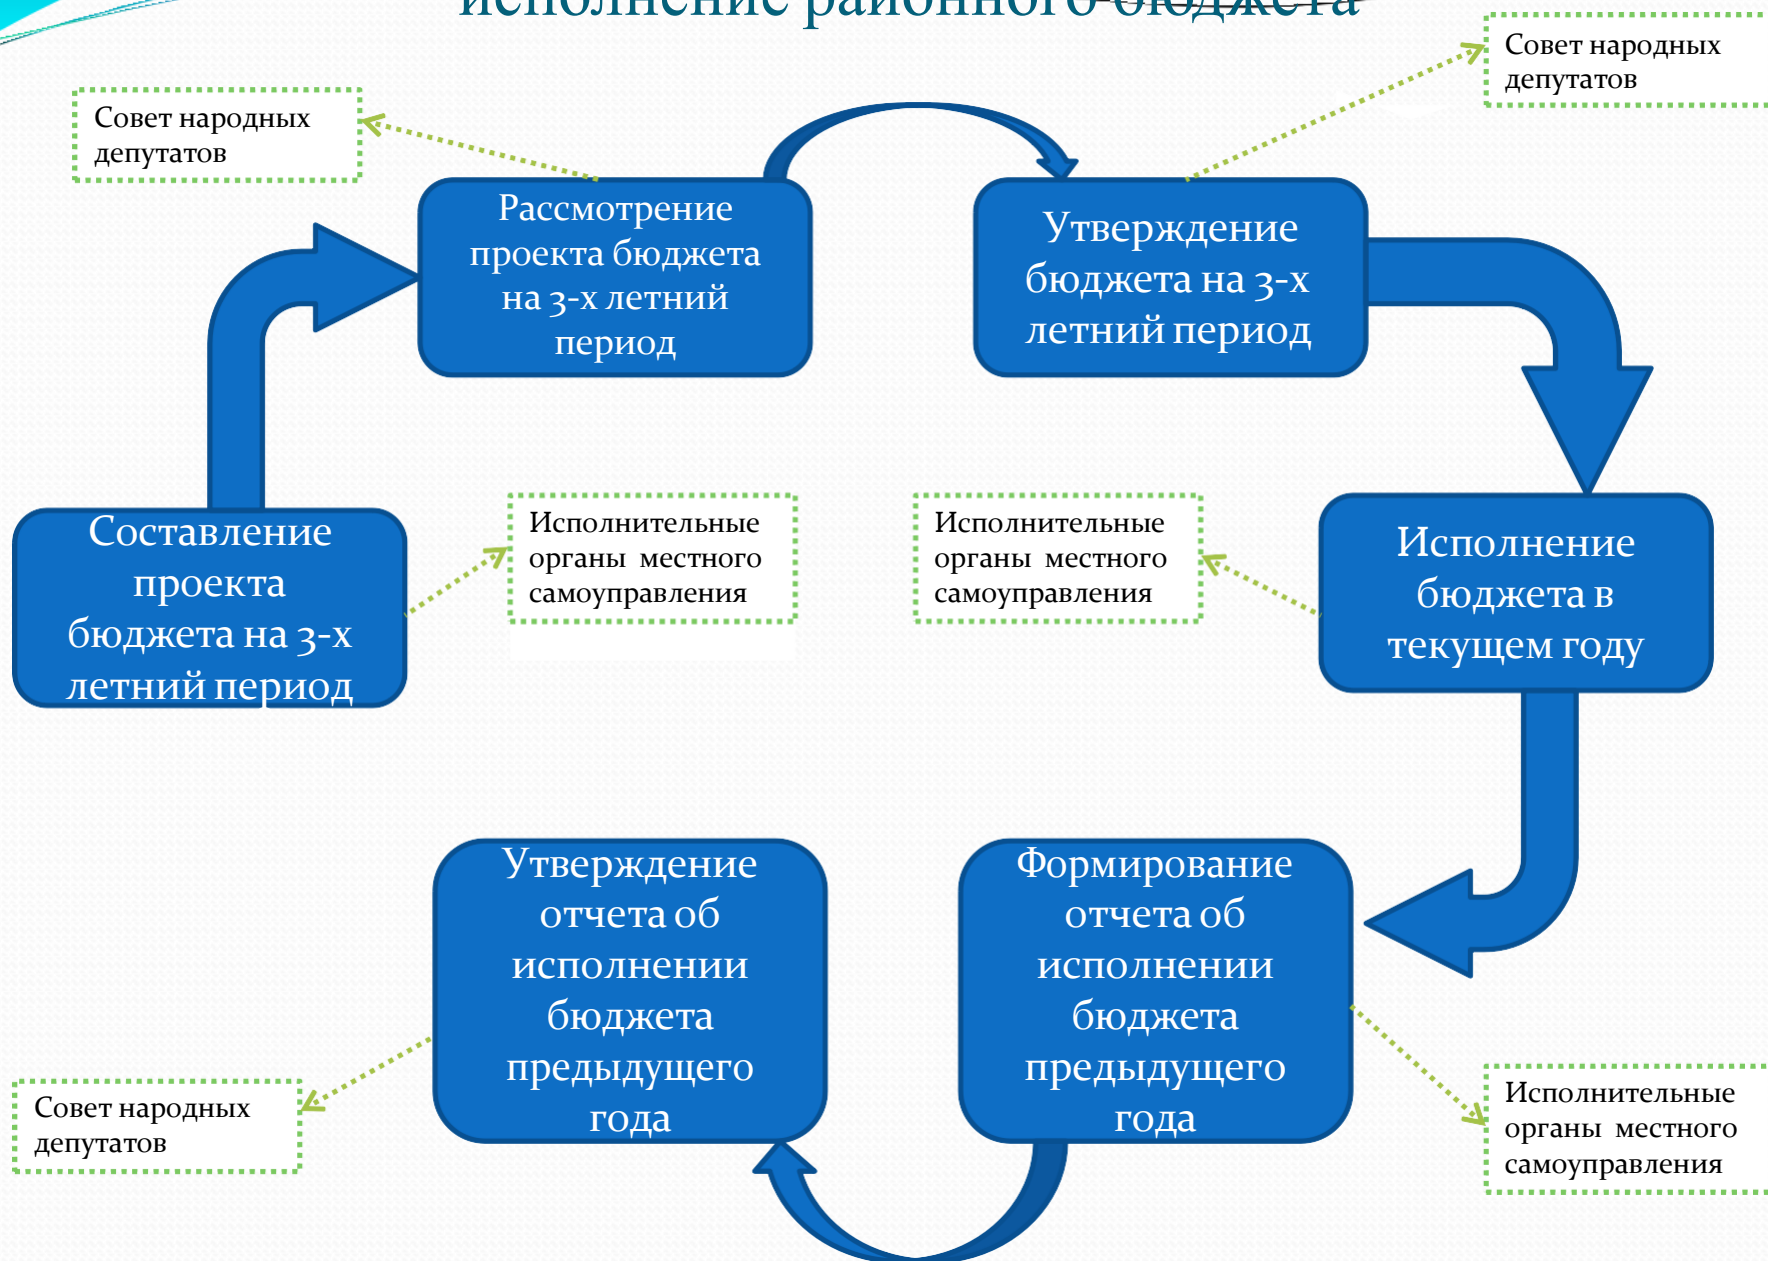 исполнение районного бюджета
Совет народных
депутатов
Совет народных
депутатов
Рассмотрение
проекта бюджета
на 3-х летний
период
Утверждение
бюджета на 3-х
летний период
Составление
проекта
бюджета на 3-х
летний период
Исполнительные
органы местного
самоуправления
Исполнительные
органы местного
самоуправления
Исполнение
бюджета в
текущем году
Утверждение
отчета об
исполнении
бюджета
предыдущего
года
Формирование
отчета об
исполнении
бюджета
предыдущего
года
Совет народных
депутатов
Исполнительные
органы местного
самоуправления